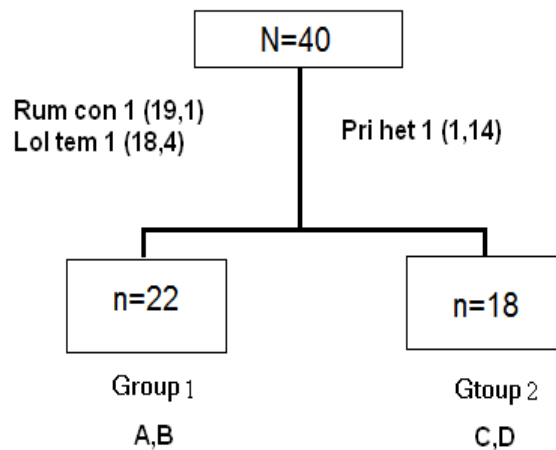 N=40
Rum con 1 (19,1)
Lol tem 1 (18,4)
Pri het 1 (1,14)
n=22
n=18
Group 1
Gtoup 2
A,B
C,D